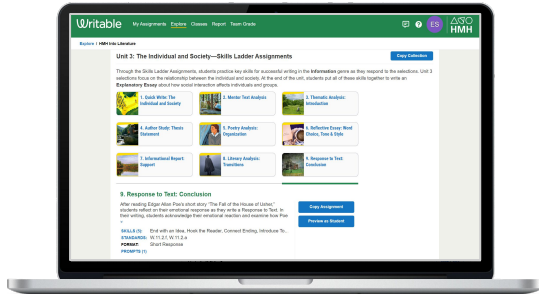 Writable
My Assignments Explore Classes Report Team Grade
ES
HMH
Explore / HMH Into Literature
Unit 3: The Individual and Society—Skills Ladder Assignments
Copy Collection
Through the Skills Ladder Assignments, students practice key skills for successful writing in the information genre as they respond to the selections. Unit 3
selections focus on the relationship between the individual and society. At the end of the unit, students put all of these skills together to write an
Explanatory Essay about how social interaction affects individuals and groups.
1. Quick Write: The
Individual and Society
2. Mentor Text Analysis
3. Thematic Analysis:
Introduction
4. Author Study: Thesis
Statement
5. Poetry Analysis:
Organization
6. Reflective Essay: Word
Choice, Tone & Style
7. Informational Report:
Support
8. Literary Analysis:
Transitions
9. Response to Text:
Conclusion
9. Response to Text: Conclusion
After reading Edgar Allan Poe's short story "The Fall of the House of Usher,"
students reflect on their emotional response as they write a Response to Text. In
their writing, students acknowledge their emotional reaction and examine how Poe
Copy Assignment
Preview as Student
SKILLS (5): End with an Idea, Hook the Reader, Connect Ending, Introduce To...
STANDARDS: W.11.2.f, W.11.2.a
FORMAT: Short Response
PROMPTS (1)